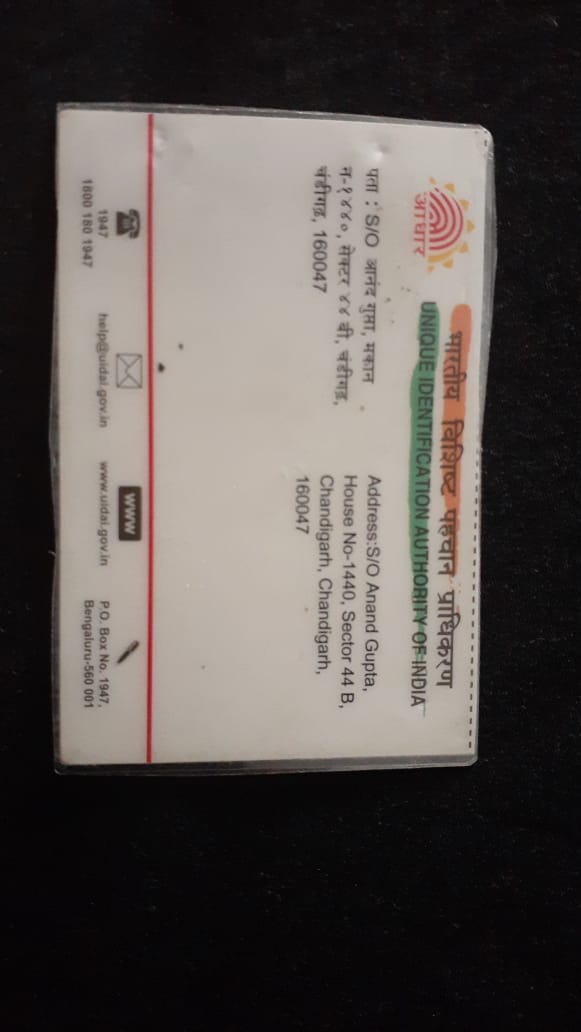 भारतीय विशिष्ट पहचान प्राधिकरण
UNIQUE IDENTIFICATION AUTHORITY OF INDIA
आधार
पता : S/O आनंद गुप्ता, मकान
न-१४४०, सेक्टर ४४ बी, चंडीगढ़,
चंडीगढ़, 160047
Address:S/O Anand Gupta,
House No-1440, Sector 44 B,
Chandigarh, Chandigarh,
160047
1947
1800 180 1947
help@uidai.gov.in
www
www.uidai.gov.in
P.O. Box No. 1947,
Bengaluru-560 001